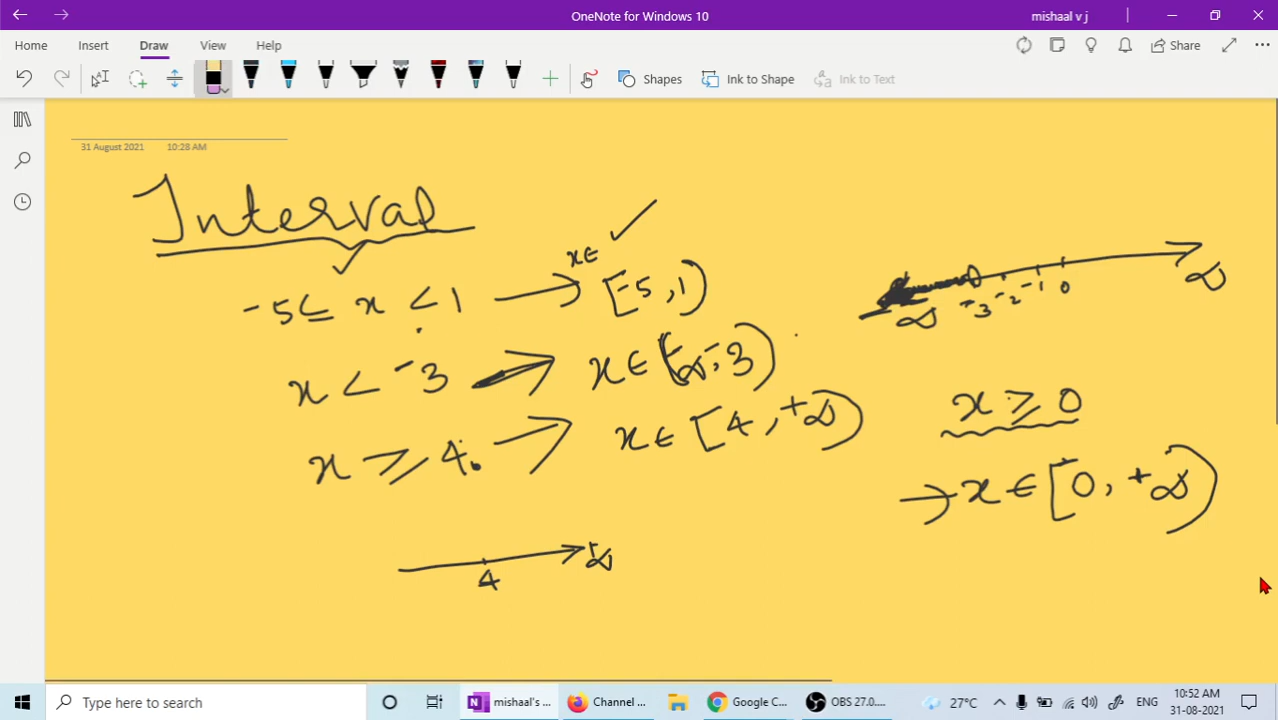 OneNote for Windows 10
mishaal v j
Home Insert Draw View Help
Share
Shapes
Ink to Shape
Ink to Text
31 August 2021 10:28 AM
Interval
-5 ≤ x < 1 → x∈ [-5, 1)
x < -3 → x ∈ (-∞, -3)
x ≥ 4 → x ∈ [4, +∞)
-∞ -3 -2 -1 0 ∞
x ≥ 0
→ x ∈ [0, +∞)
4 +∞
Type here to search
mishaal's ...
Channel ...
Google C...
OBS 27.0....
27°C
ENG
10:52 AM
31-08-2021